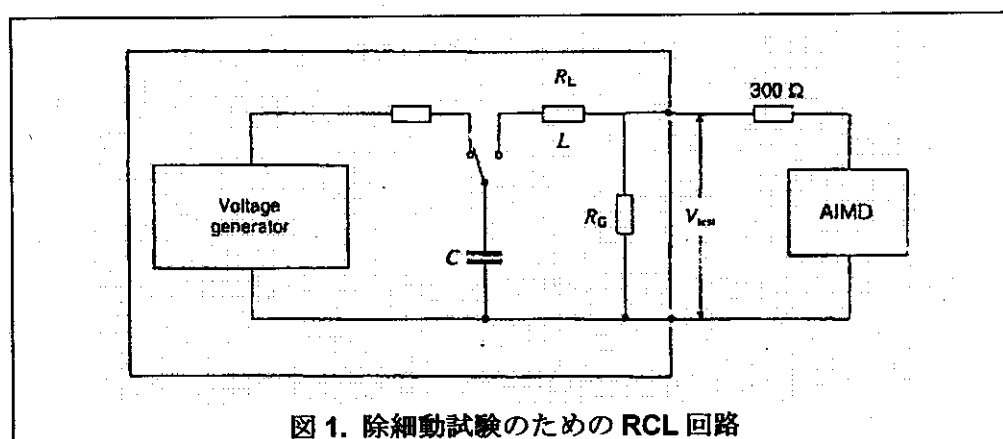 R_L
300 Ω
L
Voltage
generator
R_G
V_test
AIMD
C
図 1. 除細動試験のための RCL 回路